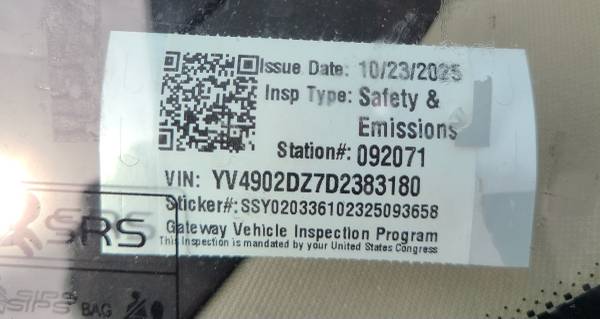 Issue Date: 10/23/2025
Insp Type: Safety &
Emissions
Station#: 092071
VIN: YV4902DZ7D2383180
Sticker#:SSY020336102325093658
Gateway Vehicle Inspection Program
This Inspection is mandated by your United States Congress
SRS
SIPS
BAG